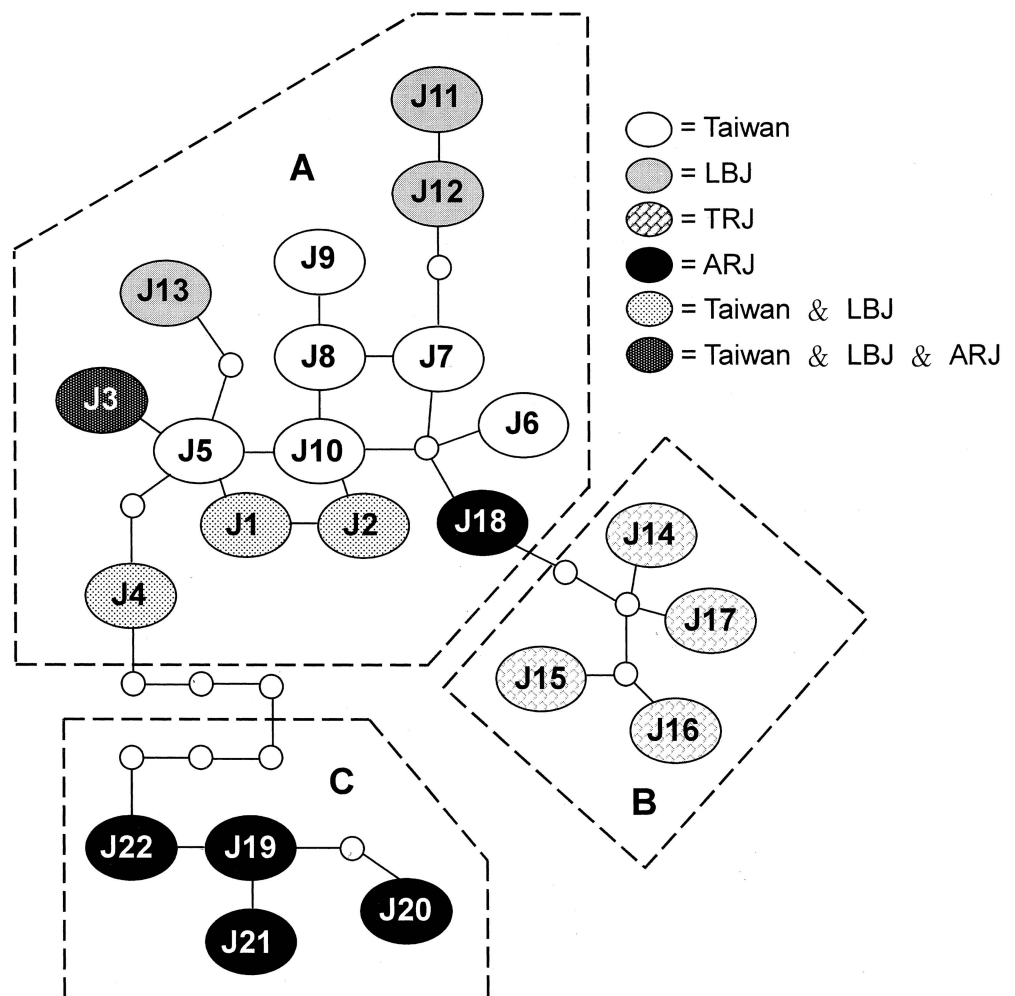 J11
= Taiwan
A
= LBJ
J12
= TRJ
J9
= ARJ
J13
= Taiwan & LBJ
J8
J7
= Taiwan & LBJ & ARJ
J3
J6
J5
J10
J1
J2
J18
J14
J4
J17
J15
J16
C
B
J22
J19
J20
J21